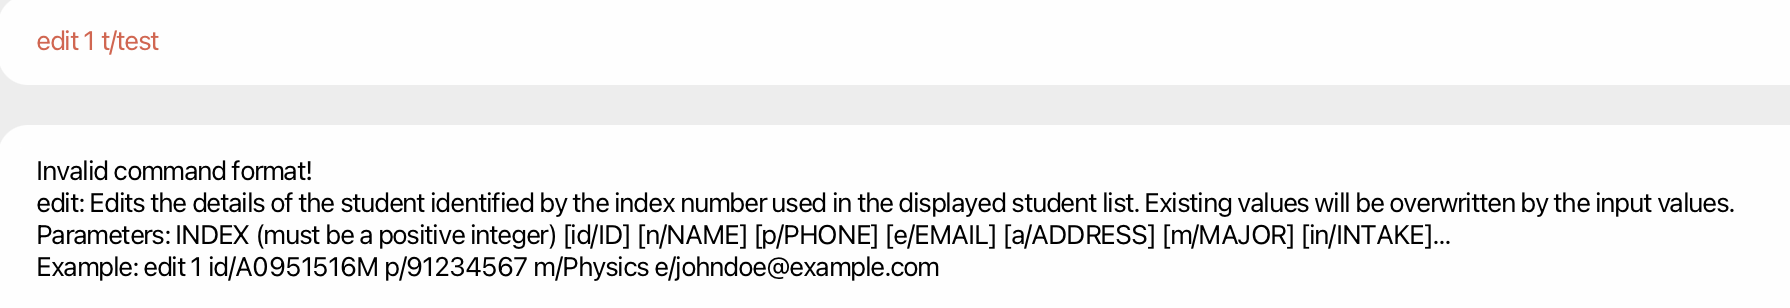 edit 1 t/test
Invalid command format!
edit: Edits the details of the student identified by the index number used in the displayed student list. Existing values will be overwritten by the input values.
Parameters: INDEX (must be a positive integer) [id/ID] [n/NAME] [p/PHONE] [e/EMAIL] [a/ADDRESS] [m/MAJOR] [in/INTAKE]...
Example: edit 1 id/A0951516M p/91234567 m/Physics e/johndoe@example.com